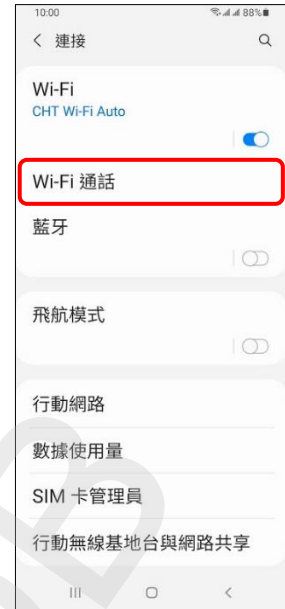 10:00 88%
連接
Wi-Fi
CHT Wi-Fi Auto
Wi-Fi 通話
藍牙
飛航模式
行動網路
數據使用量
SIM 卡管理員
行動無線基地台與網路共享